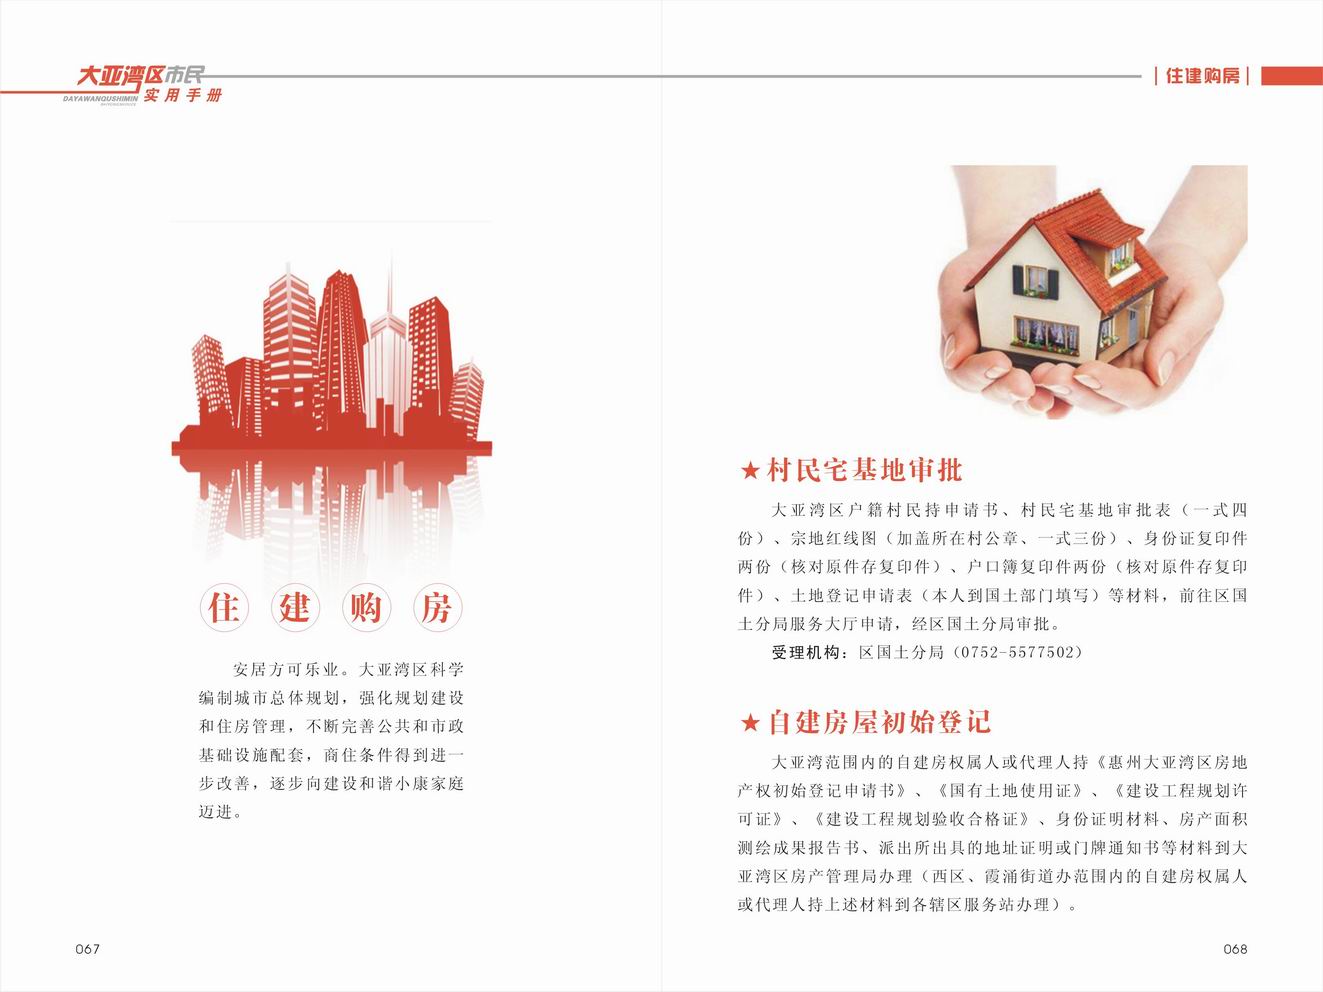 大亚湾区市民
DAYAWANQUSHIMIN 实用手册
住建购房
住建购房
安居方可乐业。大亚湾区科学
编制城市总体规划，强化规划建设
和住房管理，不断完善公共和市政
基础设施配套，商住条件得到进一
步改善，逐步向建设和谐小康家庭
迈进。
067
★村民宅基地审批
大亚湾区户籍村民持申请书、村民宅基地审批表（一式四
份）、宗地红线图（加盖所在村公章、一式三份）、身份证复印件
两份（核对原件存复印件）、户口簿复印件两份（核对原件存复印
件）、土地登记申请表（本人到国土部门填写）等材料，前往区国
土分局服务大厅申请，经区国土分局审批。
受理机构：区国土分局（0752-5577502）
★自建房屋初始登记
大亚湾范围内的自建房权属人或代理人持《惠州大亚湾区房地
产权初始登记申请书》、《国有土地使用证》、《建设工程规划许
可证》、《建设工程规划验收合格证》、身份证明材料、房产面积
测绘成果报告书、派出所出具的地址证明或门牌通知书等材料到大
亚湾区房产管理局办理（西区、霞涌街道办范围内的自建房权属人
或代理人持上述材料到各辖区服务站办理）。
068